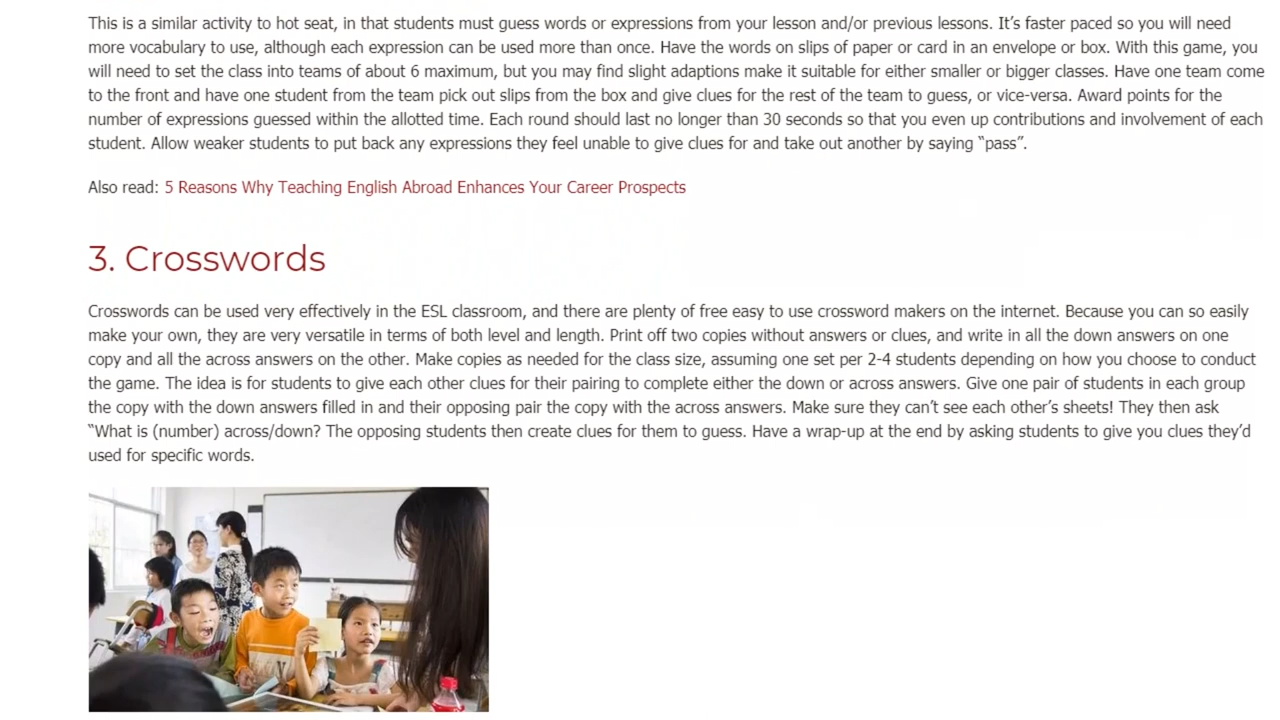 This is a similar activity to hot seat, in that students must guess words or expressions from your lesson and/or previous lessons. It’s faster paced so you will need
more vocabulary to use, although each expression can be used more than once. Have the words on slips of paper or card in an envelope or box. With this game, you
will need to set the class into teams of about 6 maximum, but you may find slight adaptions make it suitable for either smaller or bigger classes. Have one team come
to the front and have one student from the team pick out slips from the box and give clues for the rest of the team to guess, or vice-versa. Award points for the
number of expressions guessed within the allotted time. Each round should last no longer than 30 seconds so that you even up contributions and involvement of each
student. Allow weaker students to put back any expressions they feel unable to give clues for and take out another by saying “pass”.
Also read: 5 Reasons Why Teaching English Abroad Enhances Your Career Prospects
3. Crosswords
Crosswords can be used very effectively in the ESL classroom, and there are plenty of free easy to use crossword makers on the internet. Because you can so easily
make your own, they are very versatile in terms of both level and length. Print off two copies without answers or clues, and write in all the down answers on one
copy and all the across answers on the other. Make copies as needed for the class size, assuming one set per 2-4 students depending on how you choose to conduct
the game. The idea is for students to give each other clues for their pairing to complete either the down or across answers. Give one pair of students in each group
the copy with the down answers filled in and their opposing pair the copy with the across answers. Make sure they can’t see each other’s sheets! They then ask
“What is (number) across/down? The opposing students then create clues for them to guess. Have a wrap-up at the end by asking students to give you clues they’d
used for specific words.